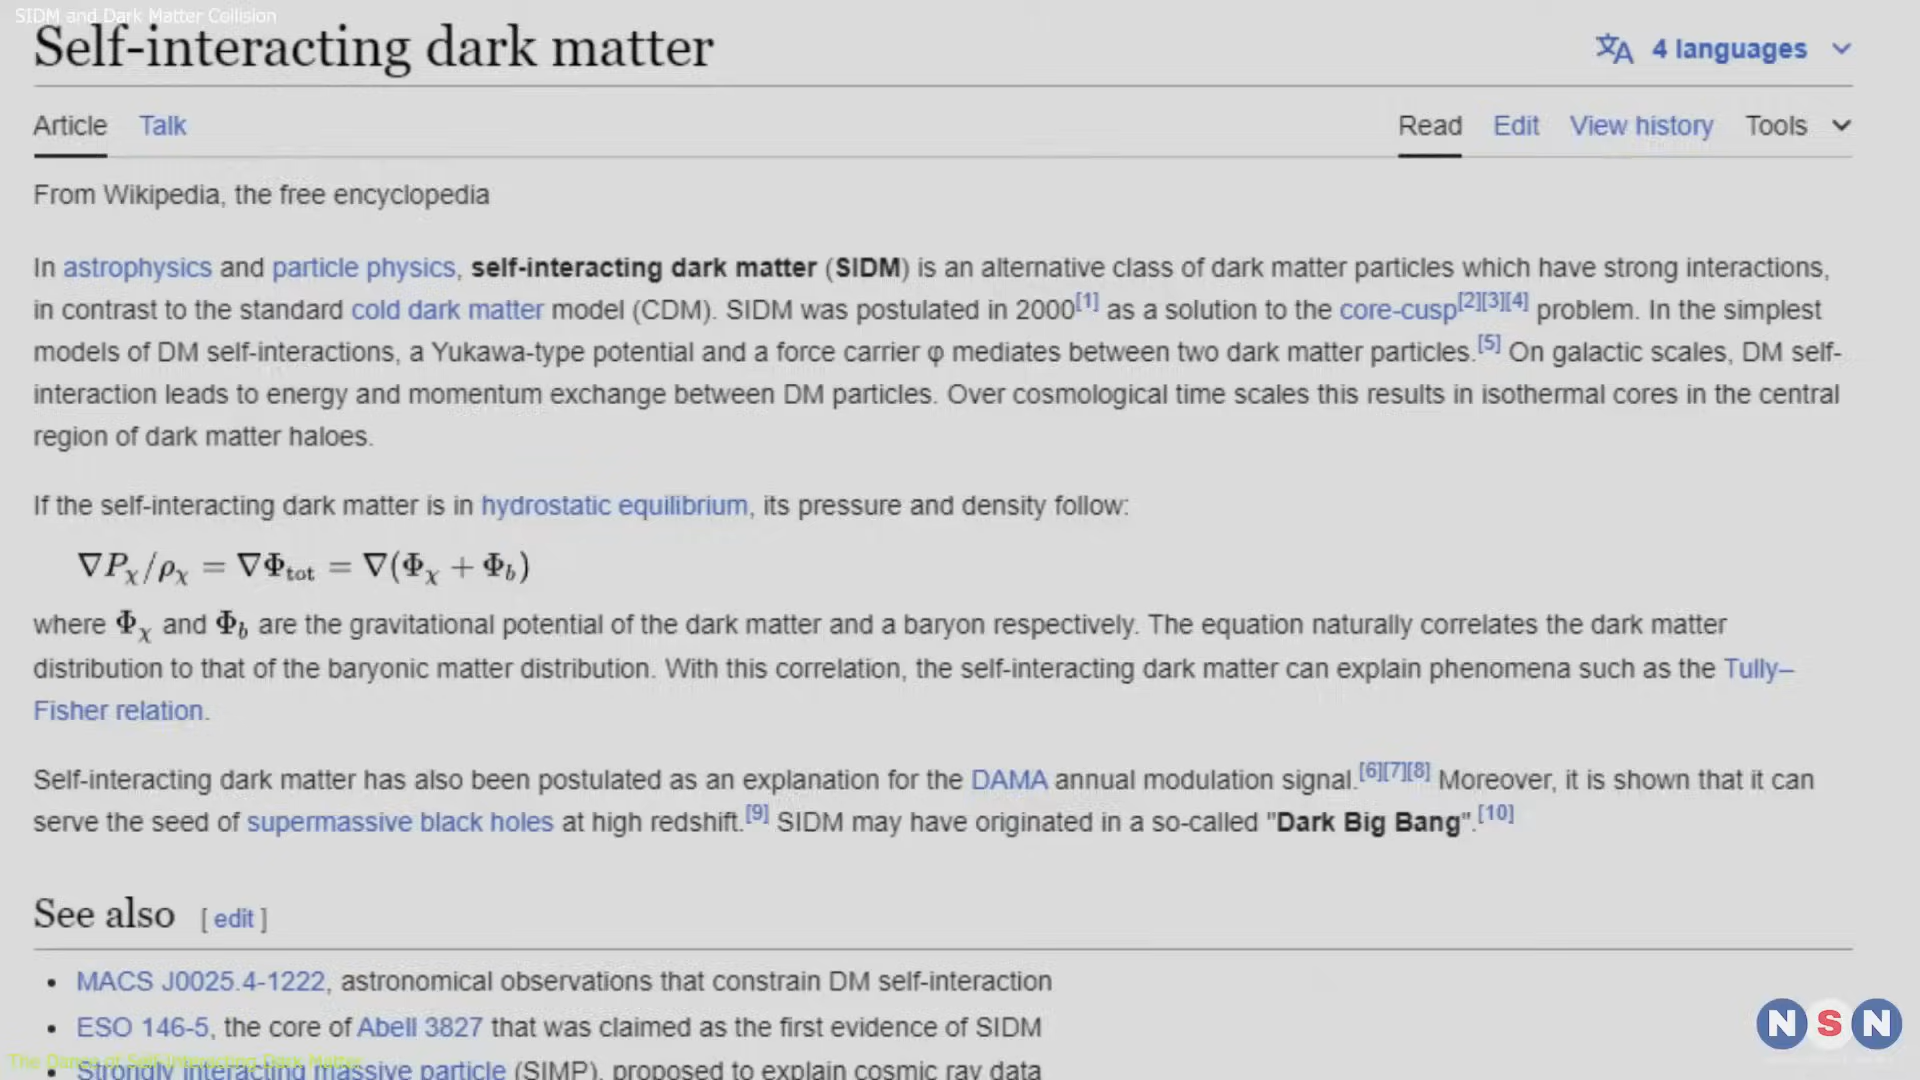 SIDM and Dark Matter Collision
Self-interacting dark matter
4 languages
Article Talk
Read Edit View history Tools
From Wikipedia, the free encyclopedia
In astrophysics and particle physics, self-interacting dark matter (SIDM) is an alternative class of dark matter particles which have strong interactions,
in contrast to the standard cold dark matter model (CDM). SIDM was postulated in 2000[1] as a solution to the core-cusp[2][3][4] problem. In the simplest
models of DM self-interactions, a Yukawa-type potential and a force carrier φ mediates between two dark matter particles.[5] On galactic scales, DM self-
interaction leads to energy and momentum exchange between DM particles. Over cosmological time scales this results in isothermal cores in the central
region of dark matter haloes.
If the self-interacting dark matter is in hydrostatic equilibrium, its pressure and density follow:
∇Pχ/ρχ = ∇Φtot = ∇(Φχ + Φb)
where Φχ and Φb are the gravitational potential of the dark matter and a baryon respectively. The equation naturally correlates the dark matter
distribution to that of the baryonic matter distribution. With this correlation, the self-interacting dark matter can explain phenomena such as the Tully–
Fisher relation.
Self-interacting dark matter has also been postulated as an explanation for the DAMA annual modulation signal.[6][7][8] Moreover, it is shown that it can
serve the seed of supermassive black holes at high redshift.[9] SIDM may have originated in a so-called "Dark Big Bang".[10]
See also [ edit ]
• MACS J0025.4-1222, astronomical observations that constrain DM self-interaction
• ESO 146-5, the core of Abell 3827 that was claimed as the first evidence of SIDM
NSN
The Dance of Self-Interacting Dark Matter
• Strongly interacting massive particle (SIMP), proposed to explain cosmic ray data